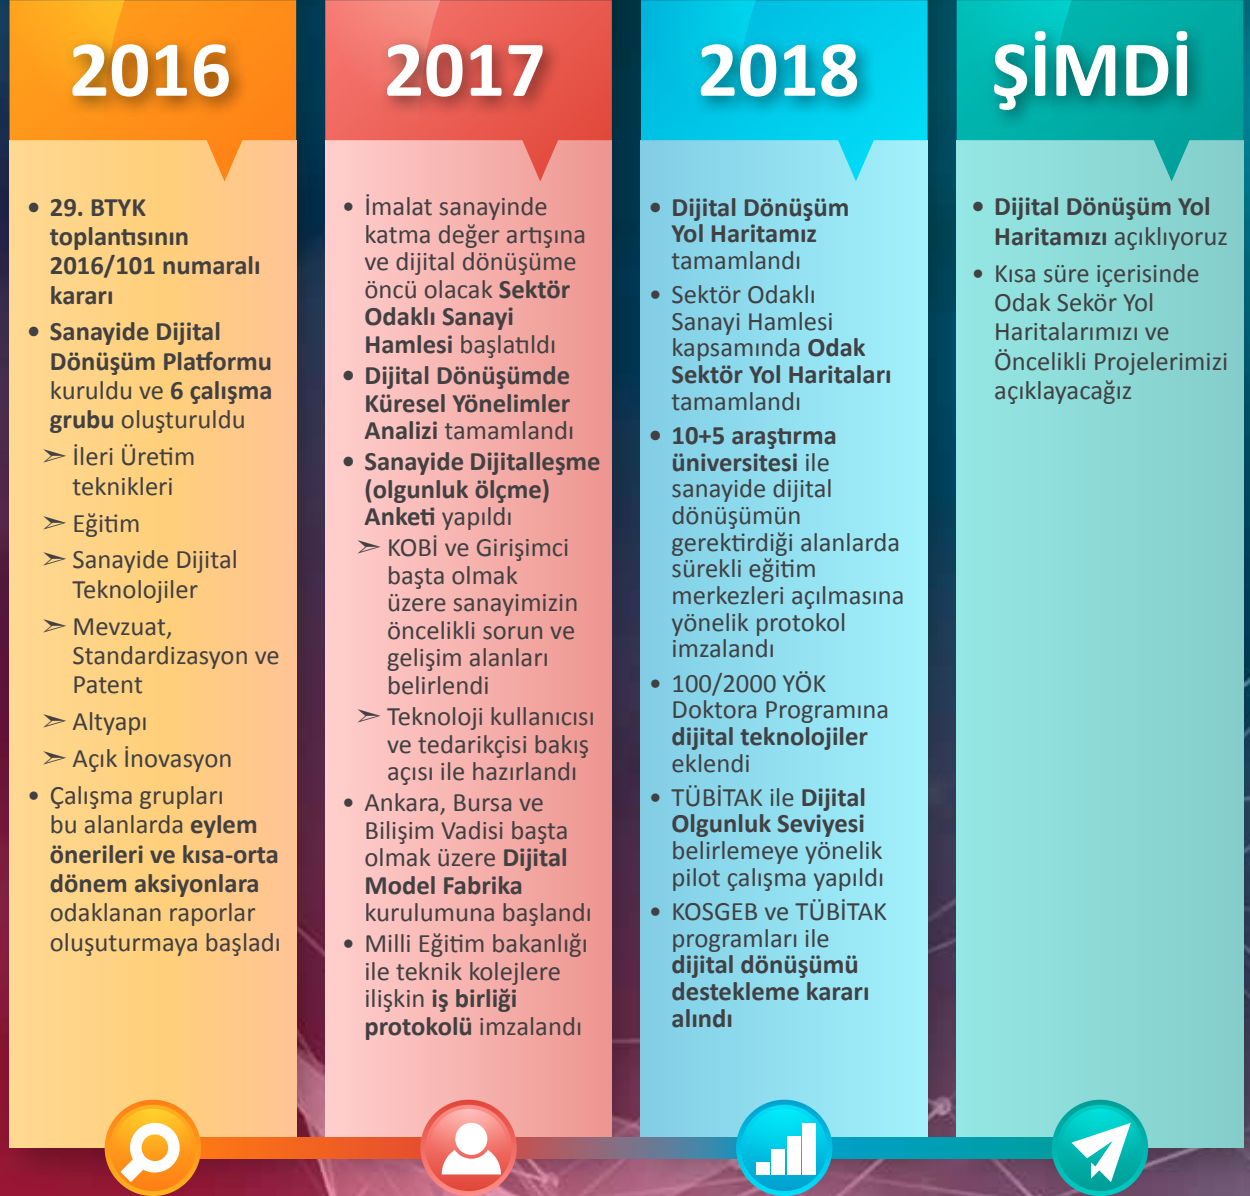 2016
• 29. BTYK
toplantısının
2016/101 numaralı
kararı
• Sanayide Dijital
Dönüşüm Platformu
kuruldu ve 6 çalışma
grubu oluşturuldu
➣ İleri Üretim
teknikleri
➣ Eğitim
➣ Sanayide Dijital
Teknolojiler
➣ Mevzuat,
Standardizasyon ve
Patent
➣ Altyapı
➣ Açık İnovasyon
• Çalışma grupları
bu alanlarda eylem
önerileri ve kısa-orta
dönem aksiyonlara
odaklanan raporlar
oluşuturmaya başladı
2017
• İmalat sanayinde
katma değer artışına
ve dijital dönüşüme
öncü olacak Sektör
Odaklı Sanayi
Hamlesi başlatıldı
• Dijital Dönüşümde
Küresel Yönelimler
Analizi tamamlandı
• Sanayide Dijitalleşme
(olgunluk ölçme)
Anketi yapıldı
➣ KOBİ ve Girişimci
başta olmak
üzere sanayimizin
öncelikli sorun ve
gelişim alanları
belirlendi
➣ Teknoloji kullanıcısı
ve tedarikçisi bakış
açısı ile hazırlandı
• Ankara, Bursa ve
Bilişim Vadisi başta
olmak üzere Dijital
Model Fabrika
kurulumuna başlandı
• Milli Eğitim bakanlığı
ile teknik kolejlere
ilişkin iş birliği
protokolü imzalandı
2018
• Dijital Dönüşüm
Yol Haritamız
tamamlandı
• Sektör Odaklı
Sanayi Hamlesi
kapsamında Odak
Sektör Yol Haritaları
tamamlandı
• 10+5 araştırma
üniversitesi ile
sanayide dijital
dönüşümün
gerektirdiği alanlarda
sürekli eğitim
merkezleri açılmasına
yönelik protokol
imzalandı
• 100/2000 YÖK
Doktora Programına
dijital teknolojiler
eklendi
• TÜBİTAK ile Dijital
Olgunluk Seviyesi
belirlemeye yönelik
pilot çalışma yapıldı
• KOSGEB ve TÜBİTAK
programları ile
dijital dönüşümü
destekleme kararı
alındı
ŞİMDİ
• Dijital Dönüşüm Yol
Haritamızı açıklıyoruz
• Kısa süre içerisinde
Odak Sekör Yol
Haritalarımızı ve
Öncelikli Projelerimizi
açıklayacağız